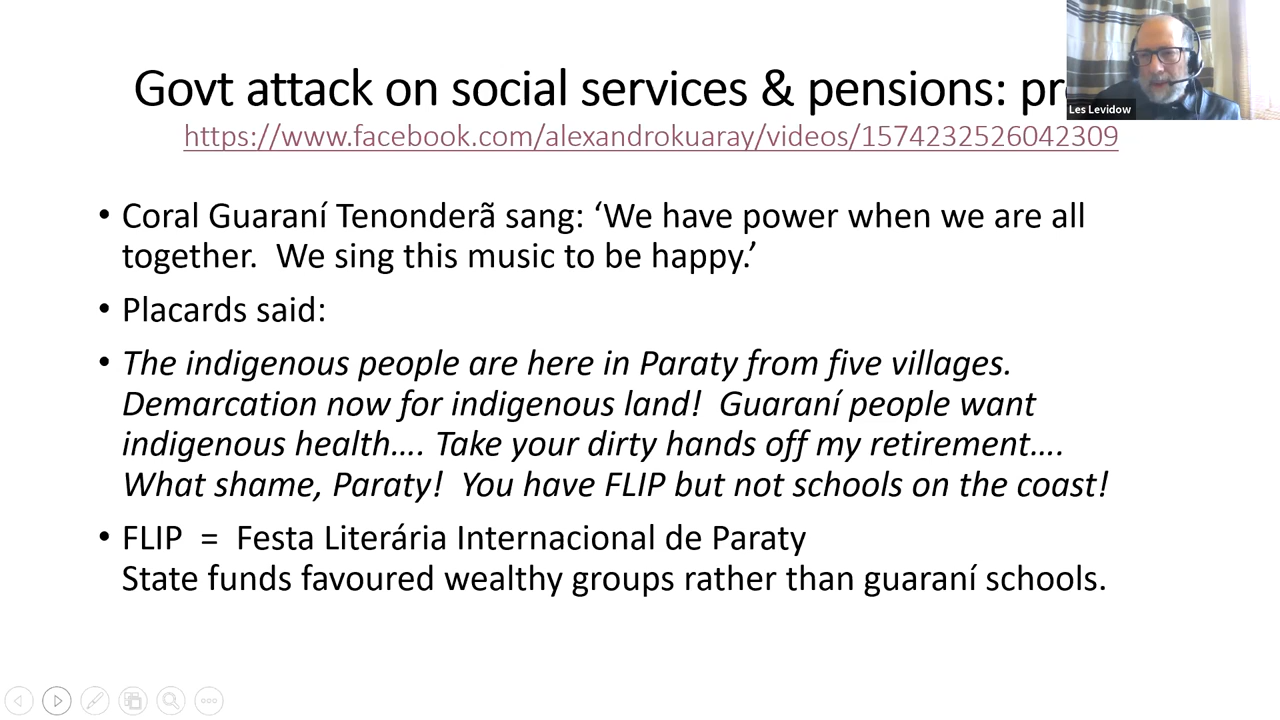 Govt attack on social services & pensions:
Les Levidow
https://www.facebook.com/alexandrokuaray/videos/1574232526042309
• Coral Guaraní Tenonderã sang: ‘We have power when we are all
together.  We sing this music to be happy.’
• Placards said:
• The indigenous people are here in Paraty from five villages.
Demarcation now for indigenous land!  Guaraní people want
indigenous health…. Take your dirty hands off my retirement….
What shame, Paraty!  You have FLIP but not schools on the coast!
• FLIP  =  Festa Literária Internacional de Paraty
State funds favoured wealthy groups rather than guaraní schools.